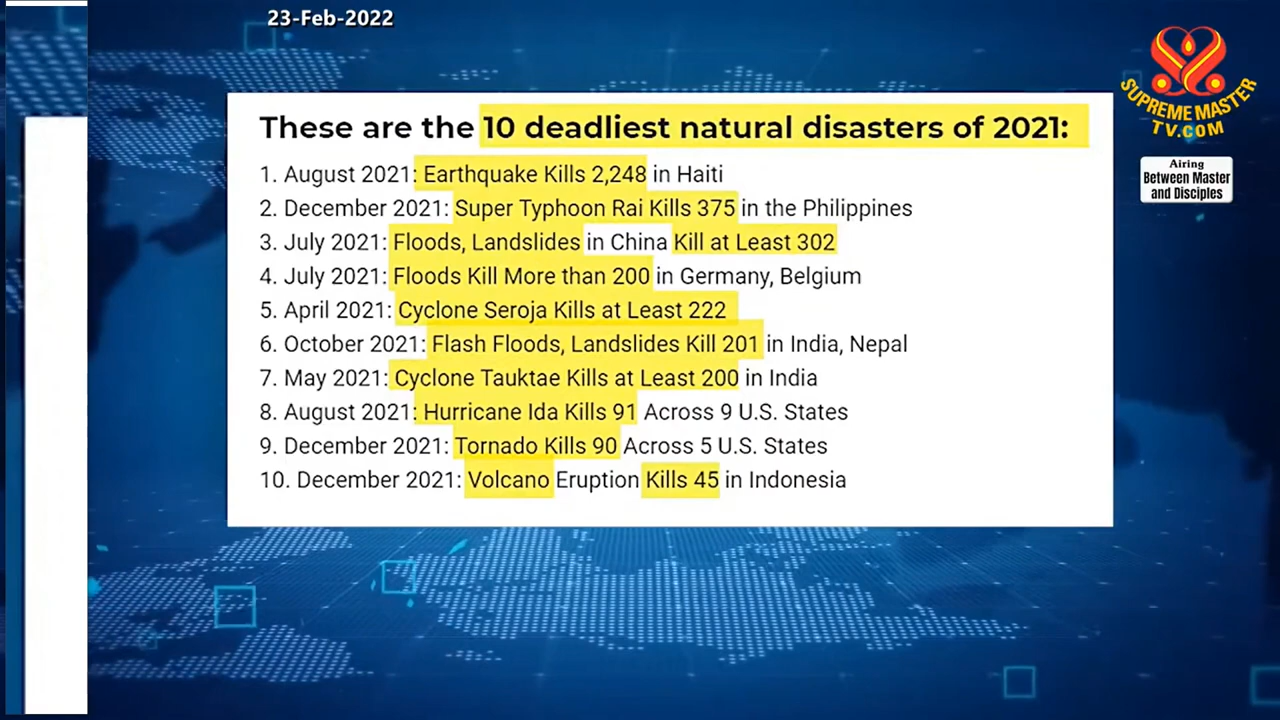 23-Feb-2022
SUPREME MASTER
TV.COM
Airing
Between Master
and Disciples
These are the 10 deadliest natural disasters of 2021:
1. August 2021: Earthquake Kills 2,248 in Haiti
2. December 2021: Super Typhoon Rai Kills 375 in the Philippines
3. July 2021: Floods, Landslides in China Kill at Least 302
4. July 2021: Floods Kill More than 200 in Germany, Belgium
5. April 2021: Cyclone Seroja Kills at Least 222
6. October 2021: Flash Floods, Landslides Kill 201 in India, Nepal
7. May 2021: Cyclone Tauktae Kills at Least 200 in India
8. August 2021: Hurricane Ida Kills 91 Across 9 U.S. States
9. December 2021: Tornado Kills 90 Across 5 U.S. States
10. December 2021: Volcano Eruption Kills 45 in Indonesia